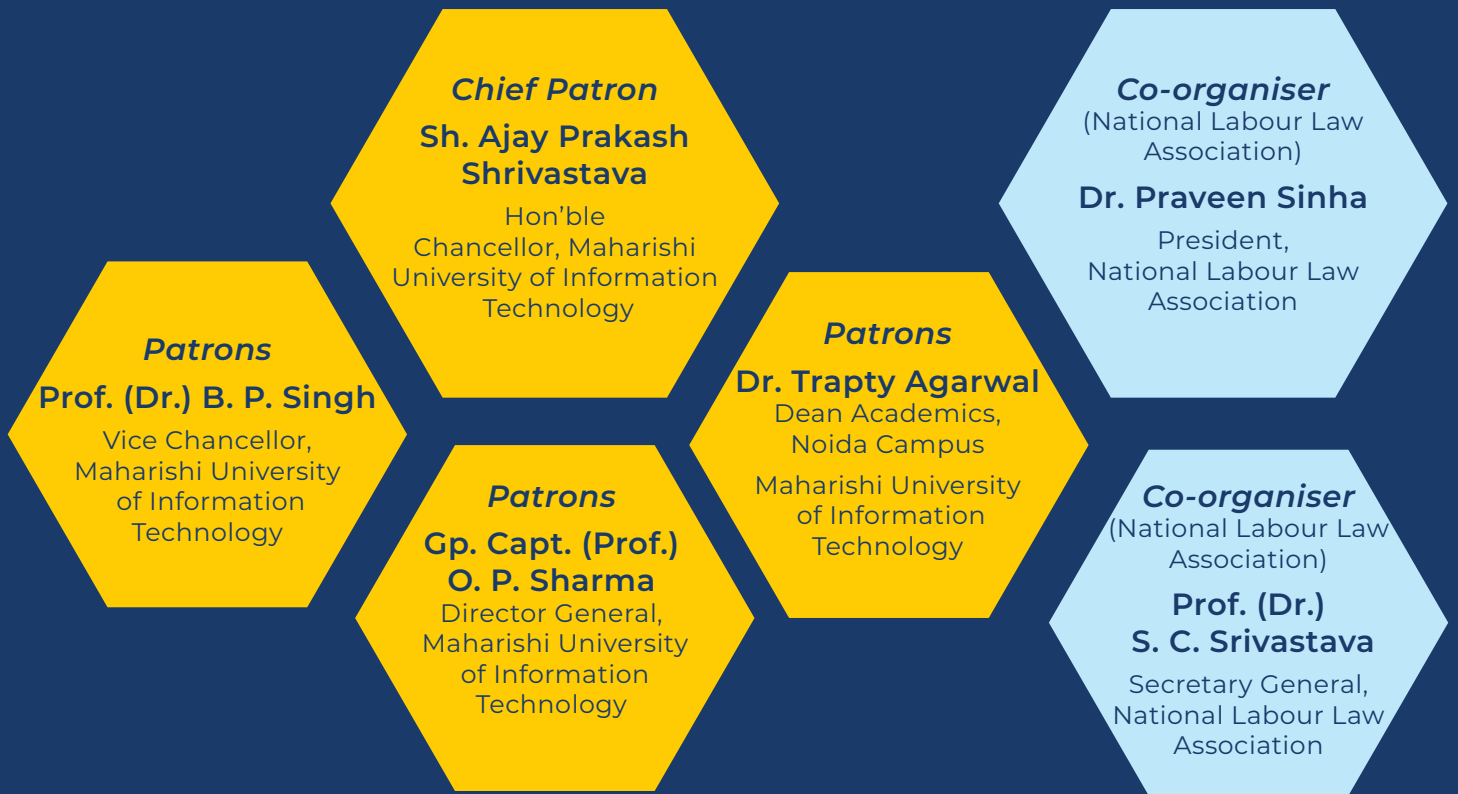 Chief Patron
Sh. Ajay Prakash
Shrivastava
Hon’ble
Chancellor, Maharishi
University of Information
Technology
Co-organiser
(National Labour Law
Association)
Dr. Praveen Sinha
President,
National Labour Law
Association
Patrons
Prof. (Dr.) B. P. Singh
Vice Chancellor,
Maharishi University
of Information
Technology
Patrons
Gp. Capt. (Prof.)
O. P. Sharma
Director General,
Maharishi University
of Information
Technology
Patrons
Dr. Trapty Agarwal
Dean Academics,
Noida Campus
Maharishi University
of Information
Technology
Co-organiser
(National Labour Law
Association)
Prof. (Dr.)
S. C. Srivastava
Secretary General,
National Labour Law
Association